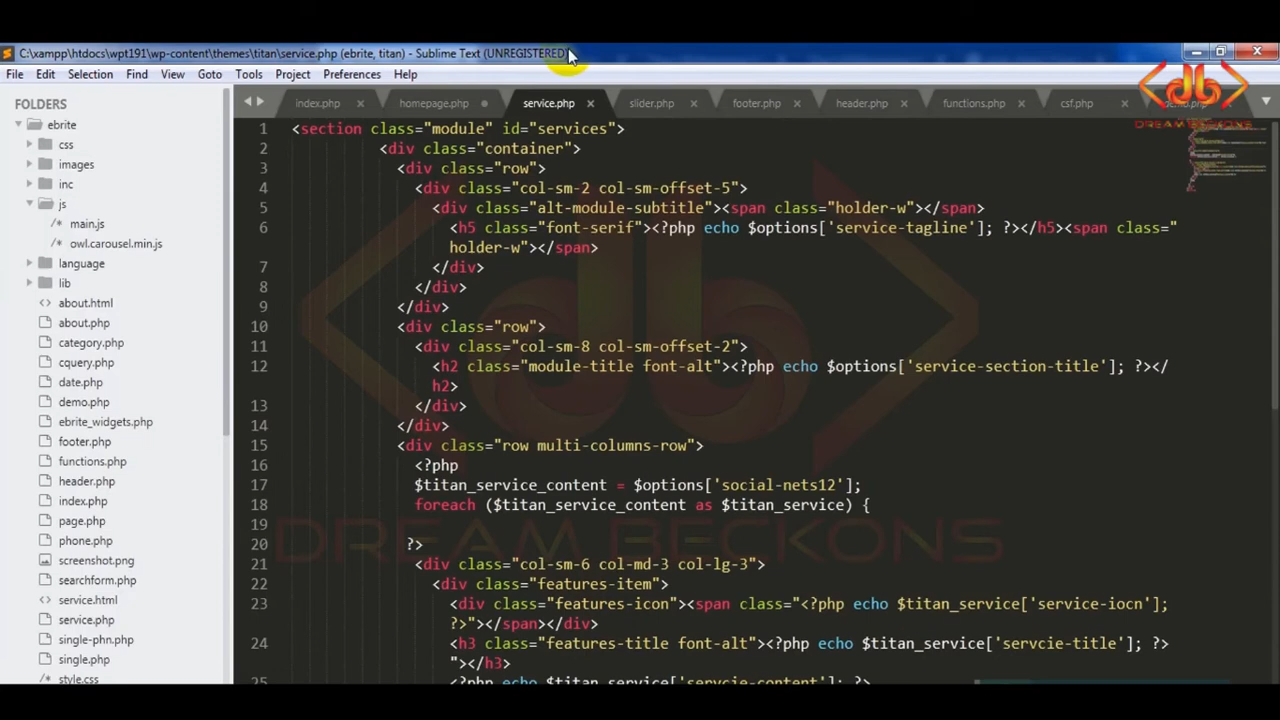 C:\xampp\htdocs\wpt191\wp-content\themes\titan\service.php (ebrite, titan) - Sublime Text (UNREGISTERED)
File Edit Selection Find View Goto Tools Project Preferences Help
FOLDERS
ebrite
css
images
inc
js
main.js
owl.carousel.min.js
language
lib
about.html
about.php
category.php
cquery.php
date.php
demo.php
ebrite_widgets.php
footer.php
functions.php
header.php
index.php
page.php
phone.php
screenshot.png
searchform.php
service.html
service.php
single-phn.php
single.php
style.css
index.php homepage.php service.php slider.php footer.php header.php functions.php csf.php demo.php
DREAM BECKONS
1 <section class="module" id="services">
2 <div class="container">
3 <div class="row">
4 <div class="col-sm-2 col-sm-offset-5">
5 <div class="alt-module-subtitle"><span class="holder-w"></span>
6 <h5 class="font-serif"><?php echo $options['service-tagline']; ?></h5><span class="
holder-w"></span>
7 </div>
8 </div>
9 </div>
10 <div class="row">
11 <div class="col-sm-8 col-sm-offset-2">
12 <h2 class="module-title font-alt"><?php echo $options['service-section-title']; ?></
h2>
13 </div>
14 </div>
15 <div class="row multi-columns-row">
16 <?php
17 $titan_service_content = $options['social-nets12'];
18 foreach ($titan_service_content as $titan_service) {
19
20 ?>
21 <div class="col-sm-6 col-md-3 col-lg-3">
22 <div class="features-item">
23 <div class="features-icon"><span class="<?php echo $titan_service['service-iocn'];
?>"></span></div>
24 <h3 class="features-title font-alt"><?php echo $titan_service['servcie-title']; ?>
"></h3>
25 <?php echo $titan_service['servcie-content']; ?>
DREAM BECKONS